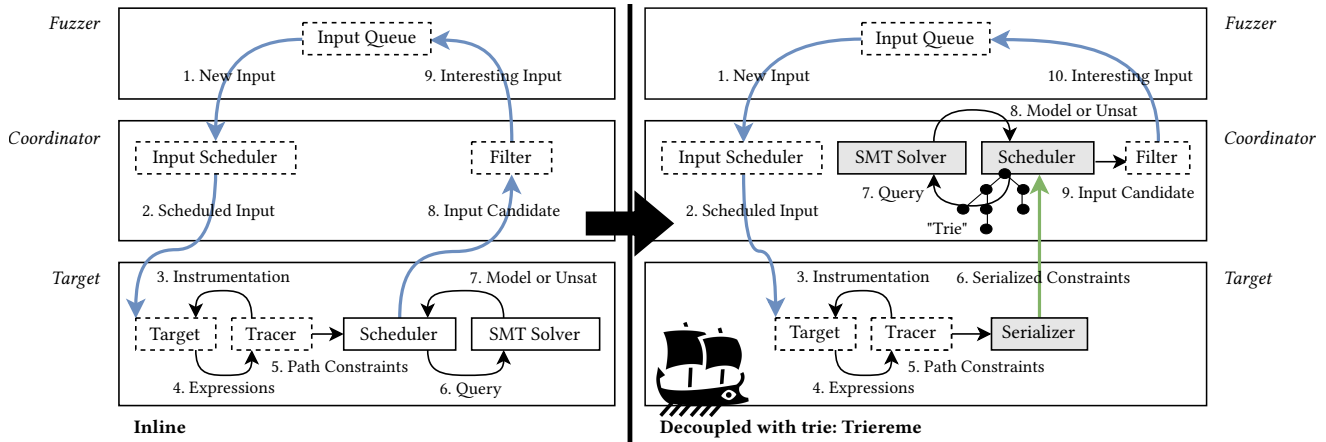 Fuzzer
Input Queue
1. New Input
9. Interesting Input
Coordinator
Input Scheduler
Filter
2. Scheduled Input
8. Input Candidate
Target
3. Instrumentation
7. Model or Unsat
Target
Tracer
Scheduler
SMT Solver
5. Path Constraints
4. Expressions
6. Query
Inline
Fuzzer
Input Queue
1. New Input
10. Interesting Input
8. Model or Unsat
Coordinator
Input Scheduler
SMT Solver
Scheduler
Filter
7. Query
9. Input Candidate
2. Scheduled Input
"Trie"
Target
3. Instrumentation
6. Serialized Constraints
Target
Tracer
Serializer
5. Path Constraints
4. Expressions
Decoupled with trie: Triereme